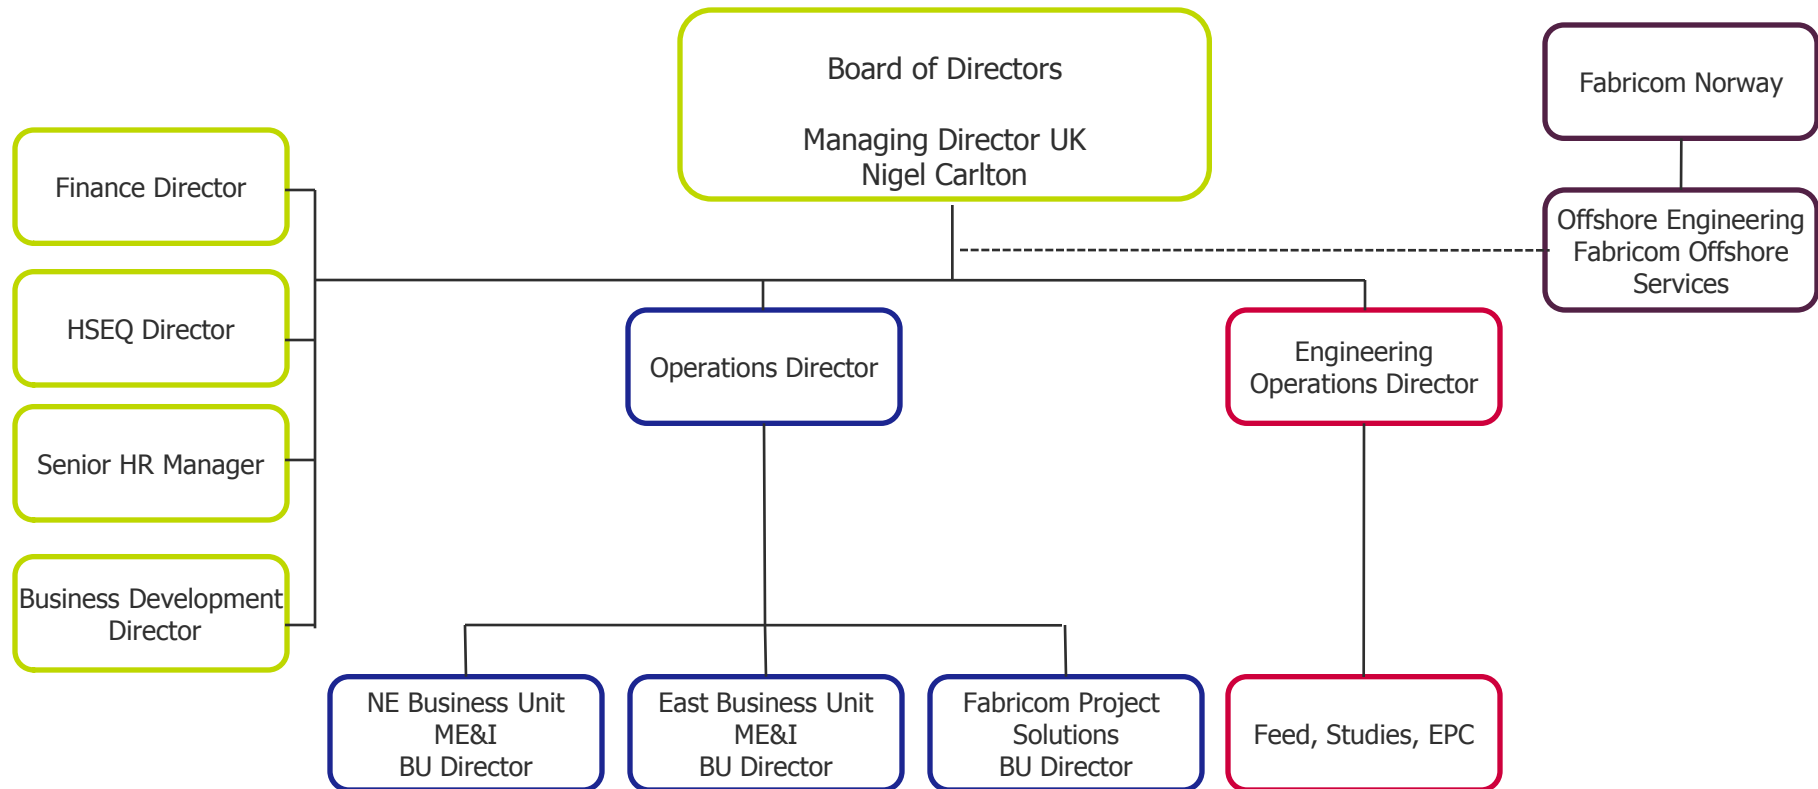 Board of Directors
Managing Director UK
Nigel Carlton
Fabricom Norway
Finance Director
Offshore Engineering
Fabricom Offshore
Services
HSEQ Director
Operations Director
Engineering
Operations Director
Senior HR Manager
Business Development
Director
NE Business Unit
ME&I
BU Director
East Business Unit
ME&I
BU Director
Fabricom Project
Solutions
BU Director
Feed, Studies, EPC